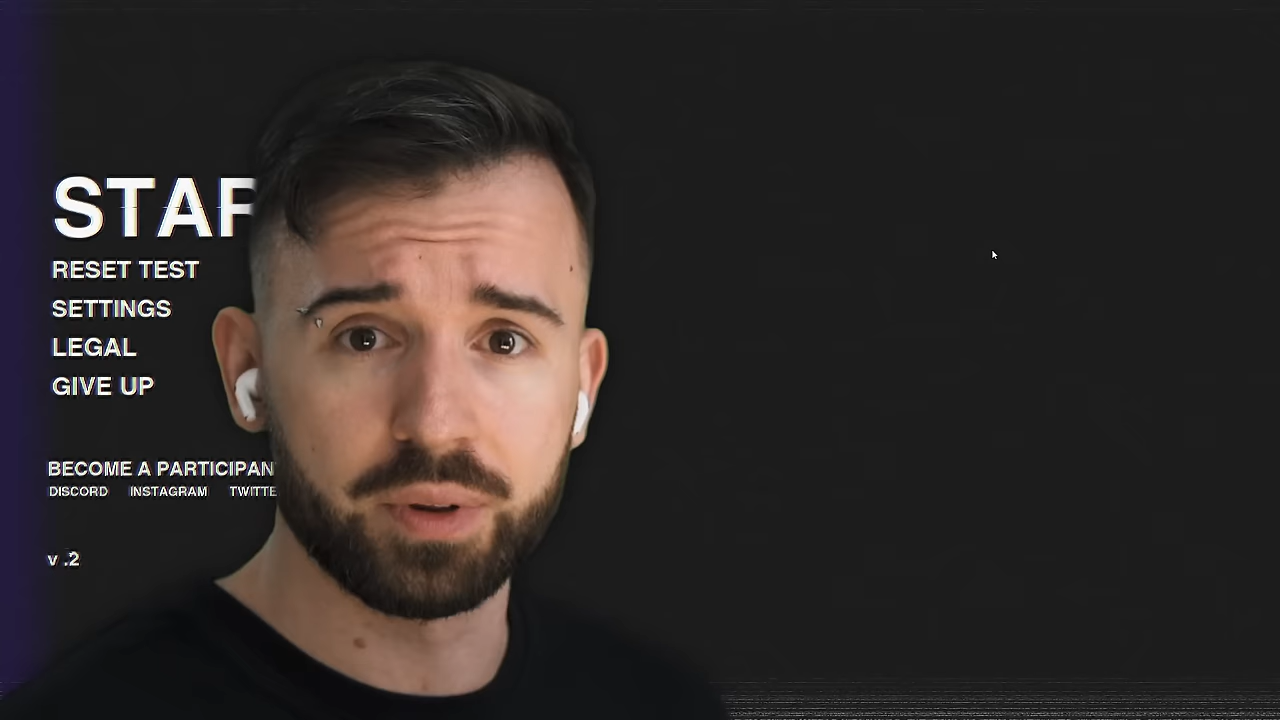 STAR
RESET TEST
SETTINGS
LEGAL
GIVE UP
BECOME A PARTICIPAN
DISCORD INSTAGRAM TWITTE
v .2